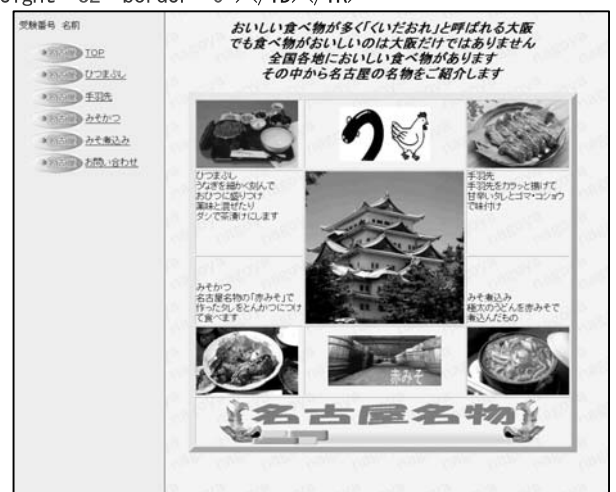 受験番号 名前
TOP
ひつまぶし
手羽先
みそかつ
みそ煮込み
お問い合わせ
おいしい食べ物が多く「くいだおれ」と呼ばれる大阪
でも食べ物がおいしいのは大阪だけではありません
全国各地においしい食べ物があります
その中から名古屋の名物をご紹介します
ひつまぶし
うなぎを細かく刻んで
おひつに盛りつけ
薬味と混ぜたり
ダシで茶漬けにします
手羽先
手羽先をカラッと揚げて
甘辛いタレとゴマ・コショウ
で味付け
みそかつ
名古屋名物の「赤みそ」で
作ったタレをとんかつにつけ
て食べます
みそ煮込み
極太のうどんを赤みそで
煮込んだもの
赤みそ
名古屋名物